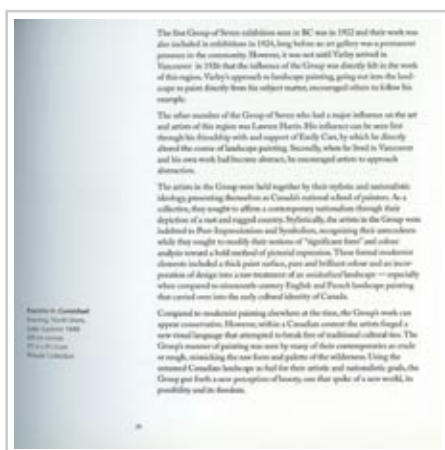 The first Group of Seven exhibition seen in BC was in 1922 and their work was
also included in exhibitions in 1928, long before an art gallery was a permanent
presence in the community. However, it was not until Varley arrived in
Vancouver in 1926 that the influence of the Group was directly felt in the work
of this region. Varley's approach to landscape painting, going out into the land-
scape to paint directly from his subject matter, encouraged others to follow his
example.
The other member of the Group of Seven who had a major influence on the art
and artists of this region was Lawren Harris. His influence can be seen first
through his friendship with and support of Emily Carr, by which he directly
altered the course of landscape painting. Secondly, when he lived in Vancouver
and his own work had become abstract, he encouraged artists to approach
abstraction.
The artists in the Group were held together by their stylistic and nationalistic
ideology, presenting themselves as Canada's national school of painters. As a
collective, they sought to affirm a contemporary nationalism through their
depiction of a vast and rugged country. Stylistically, the artists in the Group were
indebted to Post-Impressionism and Symbolism, recognizing their antecedents
while they sought to modify their notions of "significant form" and colour
analysis toward a bold method of pictorial expression. These formal modernist
elements included a thick paint surface, pure and brilliant colour and an incor-
poration of design into a raw treatment of an landscape — especially
when compared to nineteenth-century English and French landscape painting
that carried over into the early cultural identity of Canada.
Compared to modernist painting elsewhere at the time, the Group's work can
appear conservative. However, within a Canadian context the artists forged a
new visual language that attempted to break free of traditional cultural ties. The
Group's manner of painting was seen by many of their contemporaries as crude
or rough, mimicking the raw form and palette of the wilderness. Using the
untamed Canadian landscape as fuel for their artistic and nationalistic goals, the
Group put forth a new perception of beauty, one that spoke of a new world, its
possibility and its freedom.
Franklin H. Carmichael
Evening, North Shore,
Lake Superior
oil on canvas
Private Collection